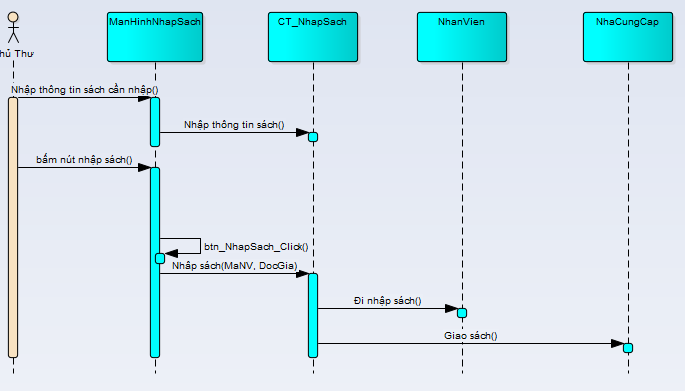 ManHinhNhapSach
CT_NhapSach
NhanVien
NhaCungCap
hủ Thư
Nhập thông tin sách cần nhập()
Nhập thông tin sách()
bấm nút nhập sách()
btn_NhapSach_Click()
Nhập sách(MaNV, DocGia)
Đi nhập sách()
Giao sách()